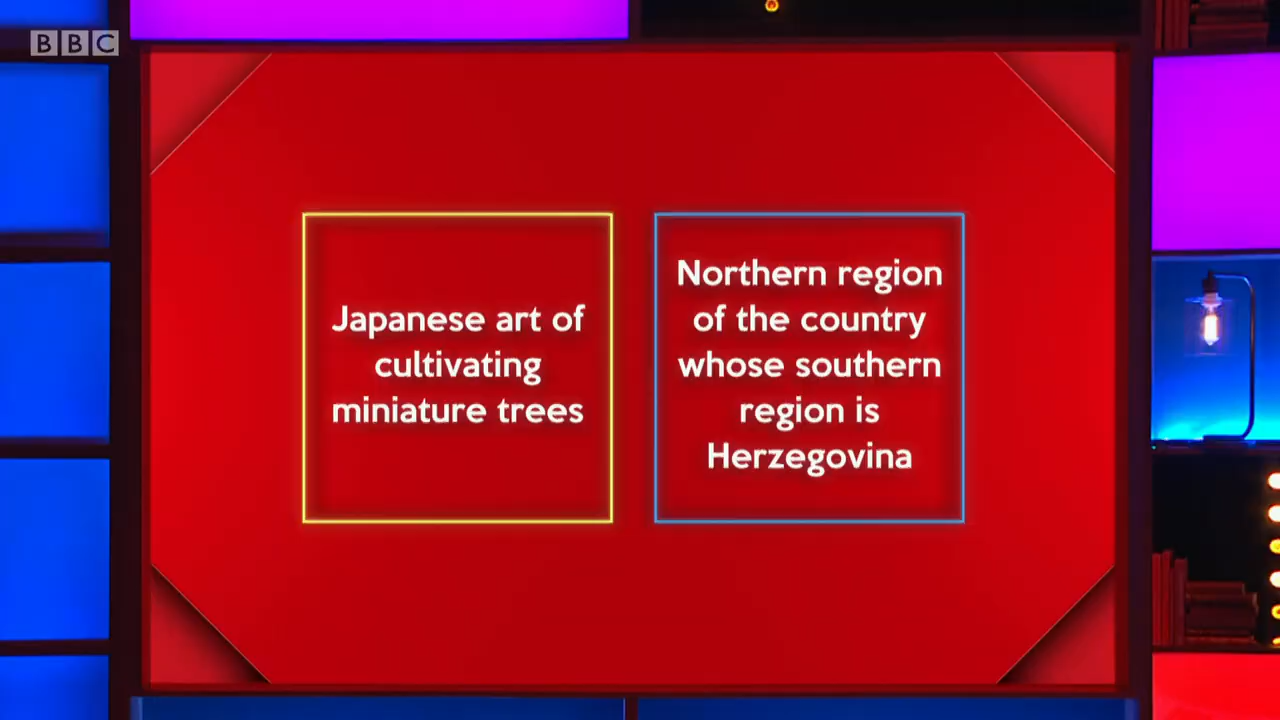 BBC
Japanese art of
cultivating
miniature trees
Northern region
of the country
whose southern
region is
Herzegovina